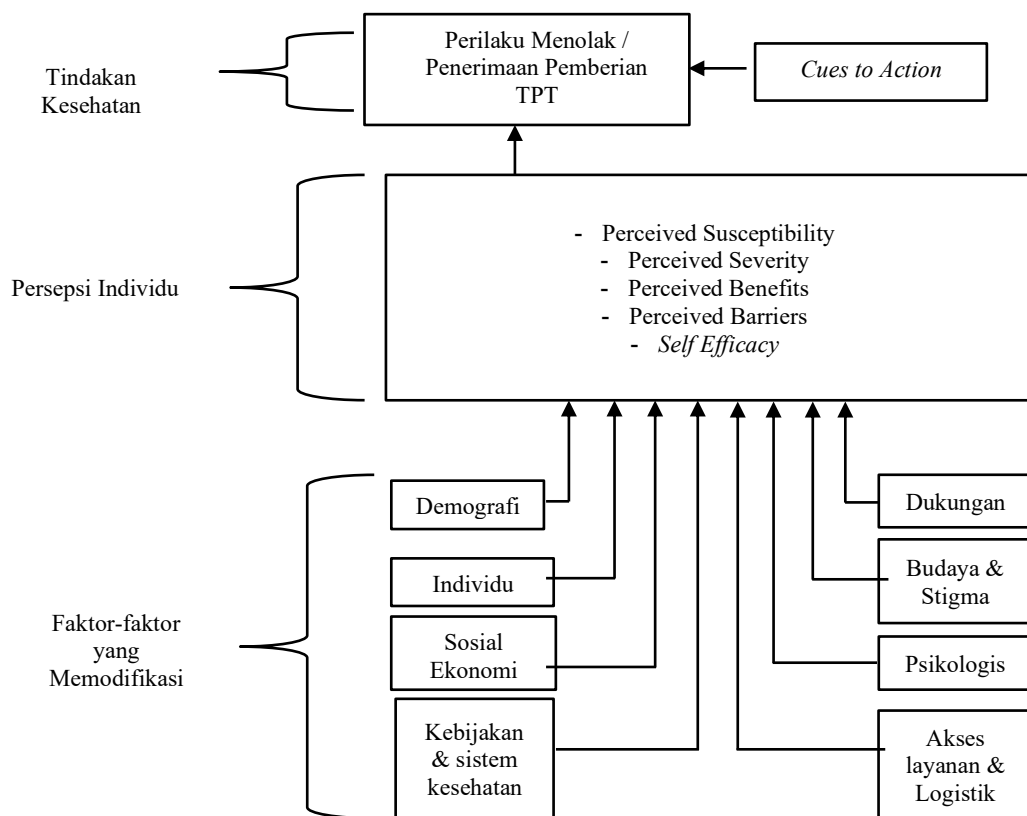 Tindakan
Kesehatan
Perilaku Menolak /
Penerimaan Pemberian
TPT
Cues to Action
Persepsi Individu
- Perceived Susceptibility
- Perceived Severity
- Perceived Benefits
- Perceived Barriers
- Self Efficacy
Faktor-faktor
yang
Memodifikasi
Demografi
Individu
Sosial
Ekonomi
Kebijakan
& sistem
kesehatan
Dukungan
Budaya &
Stigma
Psikologis
Akses
layanan &
Logistik